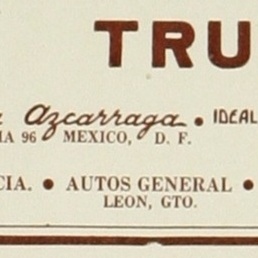 TRU
Azcarraga • IDEAL
IA 96 MEXICO, D. F.
CIA. • AUTOS GENERAL •
LEON, GTO.